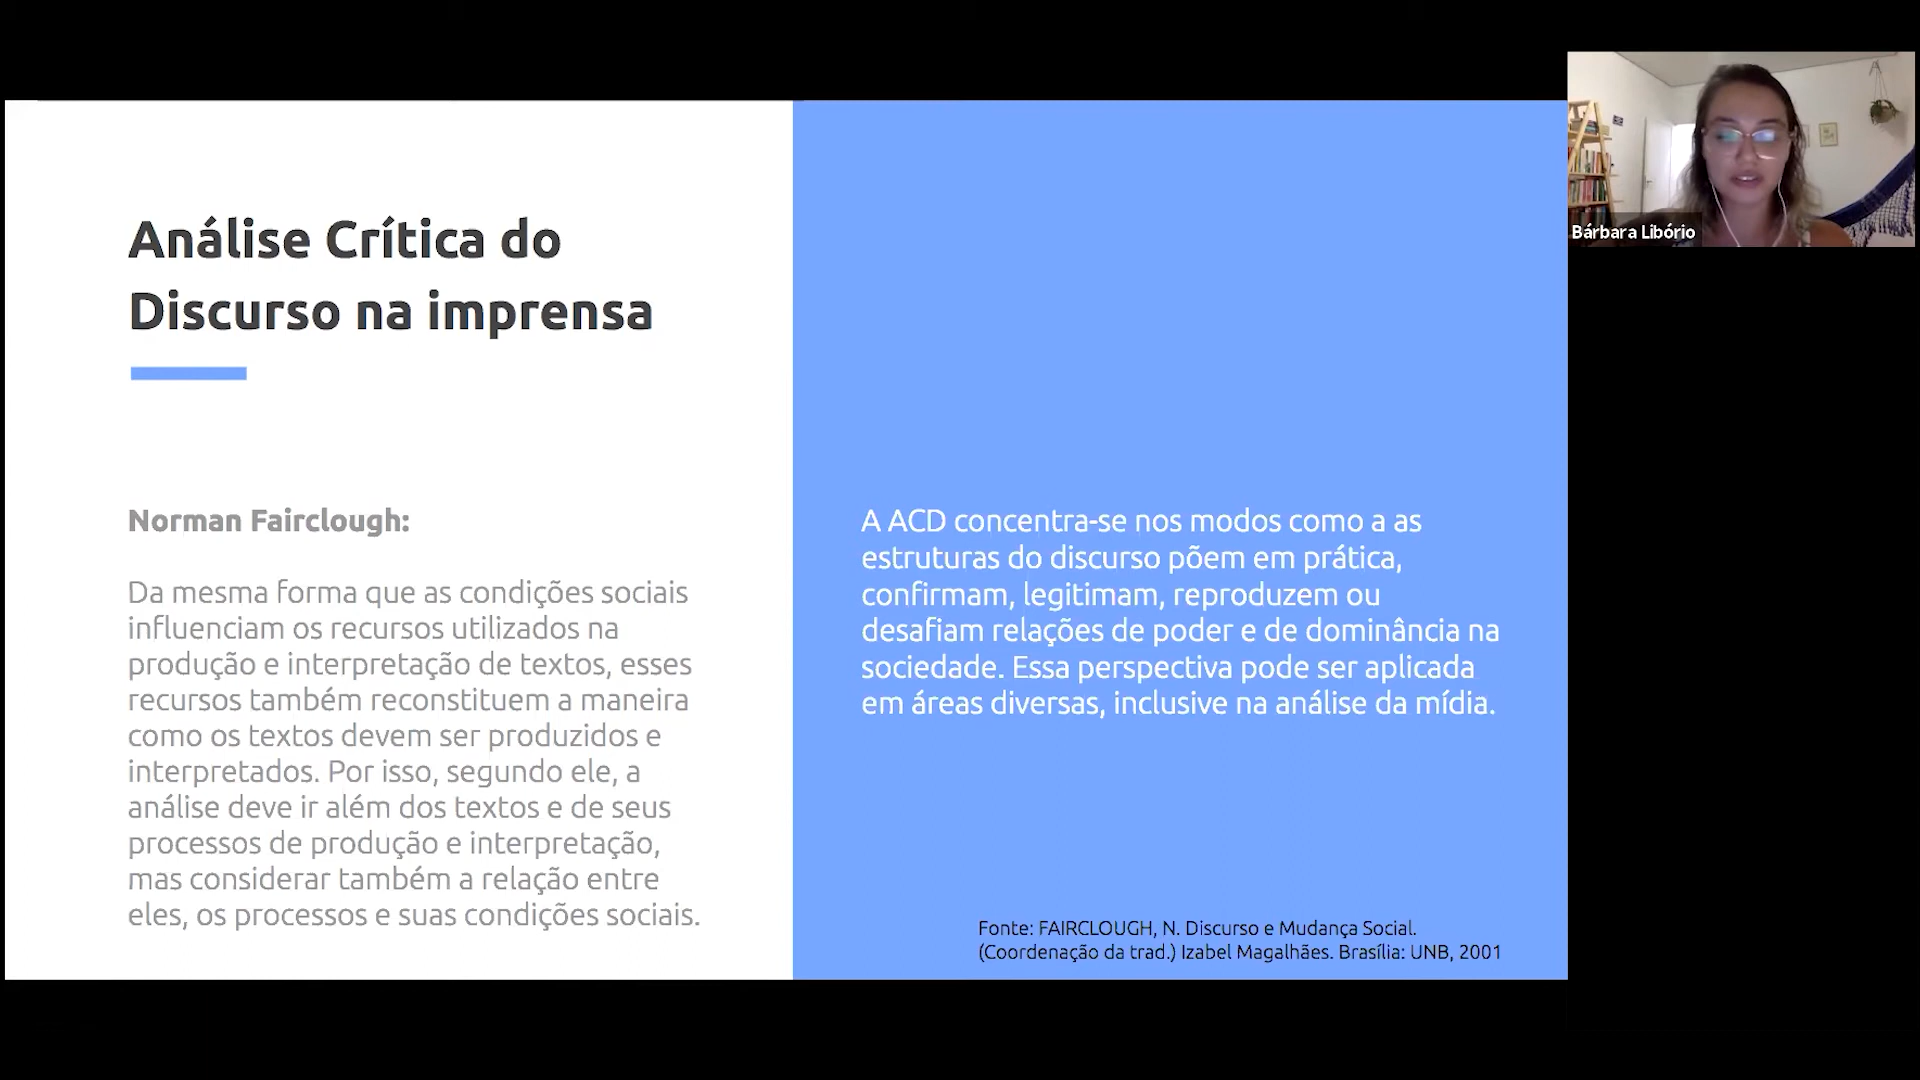 Análise Crítica do
Discurso na imprensa
Norman Fairclough:
Da mesma forma que as condições sociais
influenciam os recursos utilizados na
produção e interpretação de textos, esses
recursos também reconstituem a maneira
como os textos devem ser produzidos e
interpretados. Por isso, segundo ele, a
análise deve ir além dos textos e de seus
processos de produção e interpretação,
mas considerar também a relação entre
eles, os processos e suas condições sociais.
A ACD concentra-se nos modos como a as
estruturas do discurso põem em prática,
confirmam, legitimam, reproduzem ou
desafiam relações de poder e de dominância na
sociedade. Essa perspectiva pode ser aplicada
em áreas diversas, inclusive na análise da mídia.
Fonte: FAIRCLOUGH, N. Discurso e Mudança Social.
(Coordenação da trad.) Izabel Magalhães. Brasília: UNB, 2001
Bárbara Libório